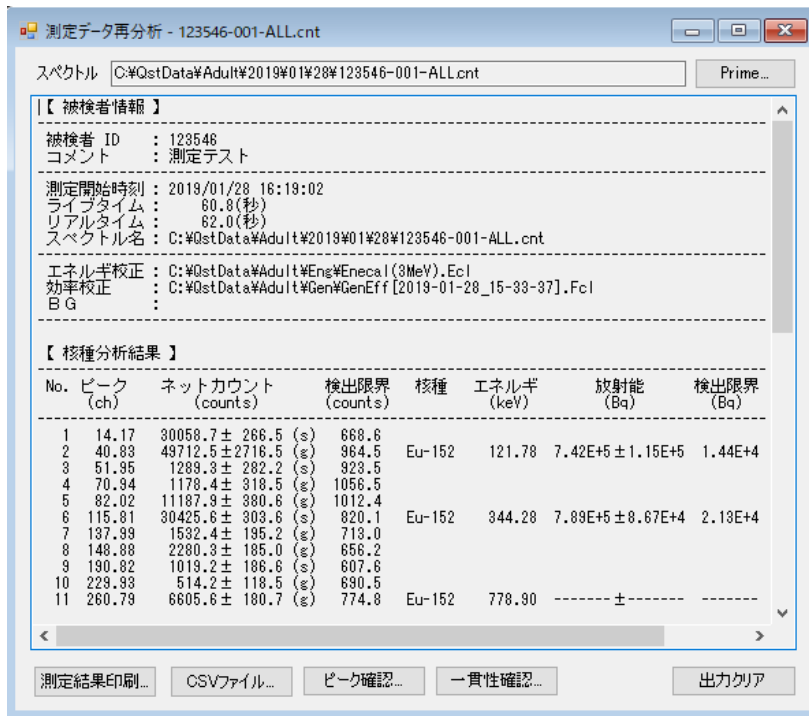 測定データ再分析 - 123546-001-ALL.cnt
スペクトル C:¥QstData¥Adult¥2019¥01¥28¥123546-001-ALL.cnt Prime...
【 被検者情報 】
被検者 ID : 123546
コメント : 測定テスト
測定開始時刻 : 2019/01/28 16:19:02
ライブタイム : 60.8(秒)
リアルタイム : 62.0(秒)
スペクトル名 : C:¥QstData¥Adult¥2019¥01¥28¥123546-001-ALL.cnt
エネルギ校正 : C:¥QstData¥Adult¥Eng¥Enecal(3MeV).Ecl
効率校正 : C:¥QstData¥Adult¥Gen¥GenEff[2019-01-28_15-33-37].Fcl
ＢＧ :
【 核種分析結果 】
No. ピーク ネットカウント 検出限界 核種 エネルギ 放射能 検出限界
(ch) (counts) (counts) (keV) (Bq) (Bq)
1 14.17 30058.7± 266.5 (s) 668.6
2 40.83 49712.5±2716.5 (g) 964.5 Eu-152 121.78 7.42E+5±1.15E+5 1.44E+4
3 51.95 1289.3± 282.2 (s) 923.5
4 70.94 1178.4± 318.5 (g) 1056.5
5 82.02 11187.9± 380.6 (g) 1012.4
6 115.81 30425.6± 303.6 (s) 820.1 Eu-152 344.28 7.89E+5±8.67E+4 2.13E+4
7 137.99 1532.4± 195.2 (g) 713.0
8 148.88 2280.3± 185.0 (g) 656.2
9 190.82 1019.2± 186.6 (s) 607.6
10 229.93 514.2± 118.5 (g) 690.5
11 260.79 6605.6± 180.7 (g) 774.8 Eu-152 778.90 -------±------- -------
測定結果印刷... CSVファイル... ピーク確認... 一貫性確認... 出力クリア